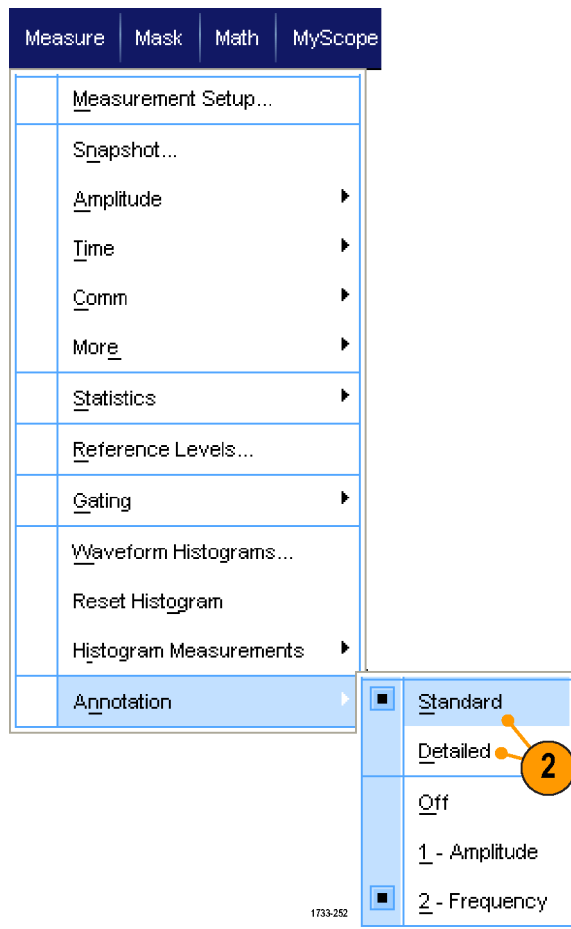 Measure Mask Math MyScope
Measurement Setup...
Snapshot...
Amplitude
Time
Comm
More
Statistics
Reference Levels...
Gating
Waveform Histograms...
Reset Histogram
Histogram Measurements
Annotation
Standard
Detailed
2
Off
1 - Amplitude
2 - Frequency
1733-252